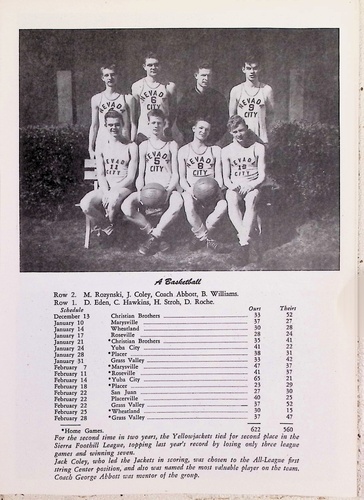 NEVADA
6
CITY
NEVADA
CITY
NEVADA
9
CITY
NEVADA
11
CITY
NEVADA
5
CITY
NEVADA
8
CITY
NEVADA
CITY
A Basketball
Row 2. M. Rozynski, J. Coley, Coach Abbott, B. Williams.
Row 1. D. Eden, C. Hawkins, H. Stroh, D. Roche.
Schedule Ours Theirs
December 13 Christian Brothers 33 52
January 10 Marysville 37 28
January 14 Wheatland 30 28
January 17 Roseville 28 24
January 21 *Christian Brothers 35 41
January 24 Yuba City 41 22
January 28 *Placer 38 31
January 31 Grass Valley 33 42
February 7 *Marysville 47 37
February 11 *Roseville 41 37
February 14 *Yuba City 65 21
February 18 *Placer 23 29
February 22 San Juan 27 30
February 22 Placerville 40 25
February 22 Grass Valley 37 52
February 25 *Wheatland 30 15
February 28 *Grass Valley 37 47
*Home Games. 622 560
For the second time in two years, the Yellowjackets tied for second place in the
Sierra Foothill League, topping last year's record by losing only three league
games and winning seven.
Jack Coley, who led the Jackets in scoring, was chosen to the All-League first
string Center position, and also was named the most valuable player on the team.
Coach George Abbott was mentor of the group.